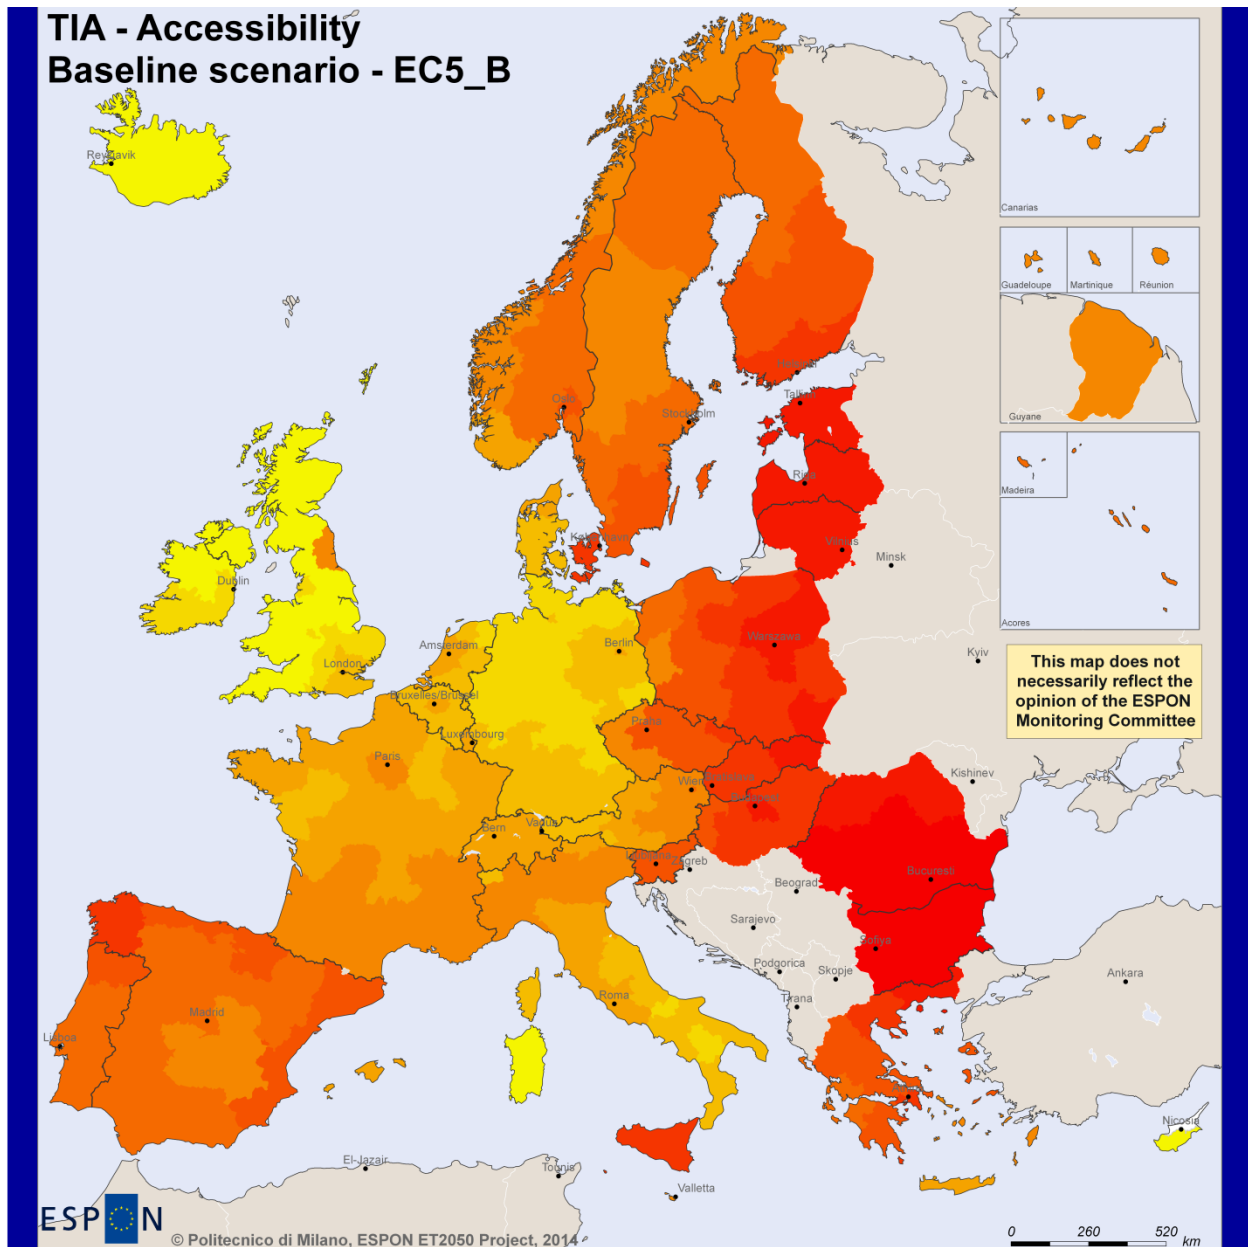 TIA - Accessibility
Baseline scenario - EC5_B
Reykjavik
Canarias
Guadeloupe
Martinique
Réunion
Guyane
Helsinki
Tallinn
Oslo
Stockholm
Riga
Madeira
København
Vilnius
Minsk
Dublin
Acores
Amsterdam
Berlin
Warszawa
London
Kyiv
Bruxelles/Brussel
This map does not
necessarily reflect the
opinion of the ESPON
Monitoring Committee
Praha
Luxembourg
Paris
Wien
Bratislava
Kishinev
Budapest
Bern
Vaduz
Ljubljana
Zagreb
Bucuresti
Beograd
Sarajevo
Sofiya
Podgorica
Skopje
Ankara
Roma
Tirana
Madrid
Lisboa
Athinai
Nicosia
El-Jazair
Tounis
Valletta
ESPON
© Politecnico di Milano, ESPON ET2050 Project, 2014
0 260 520
km